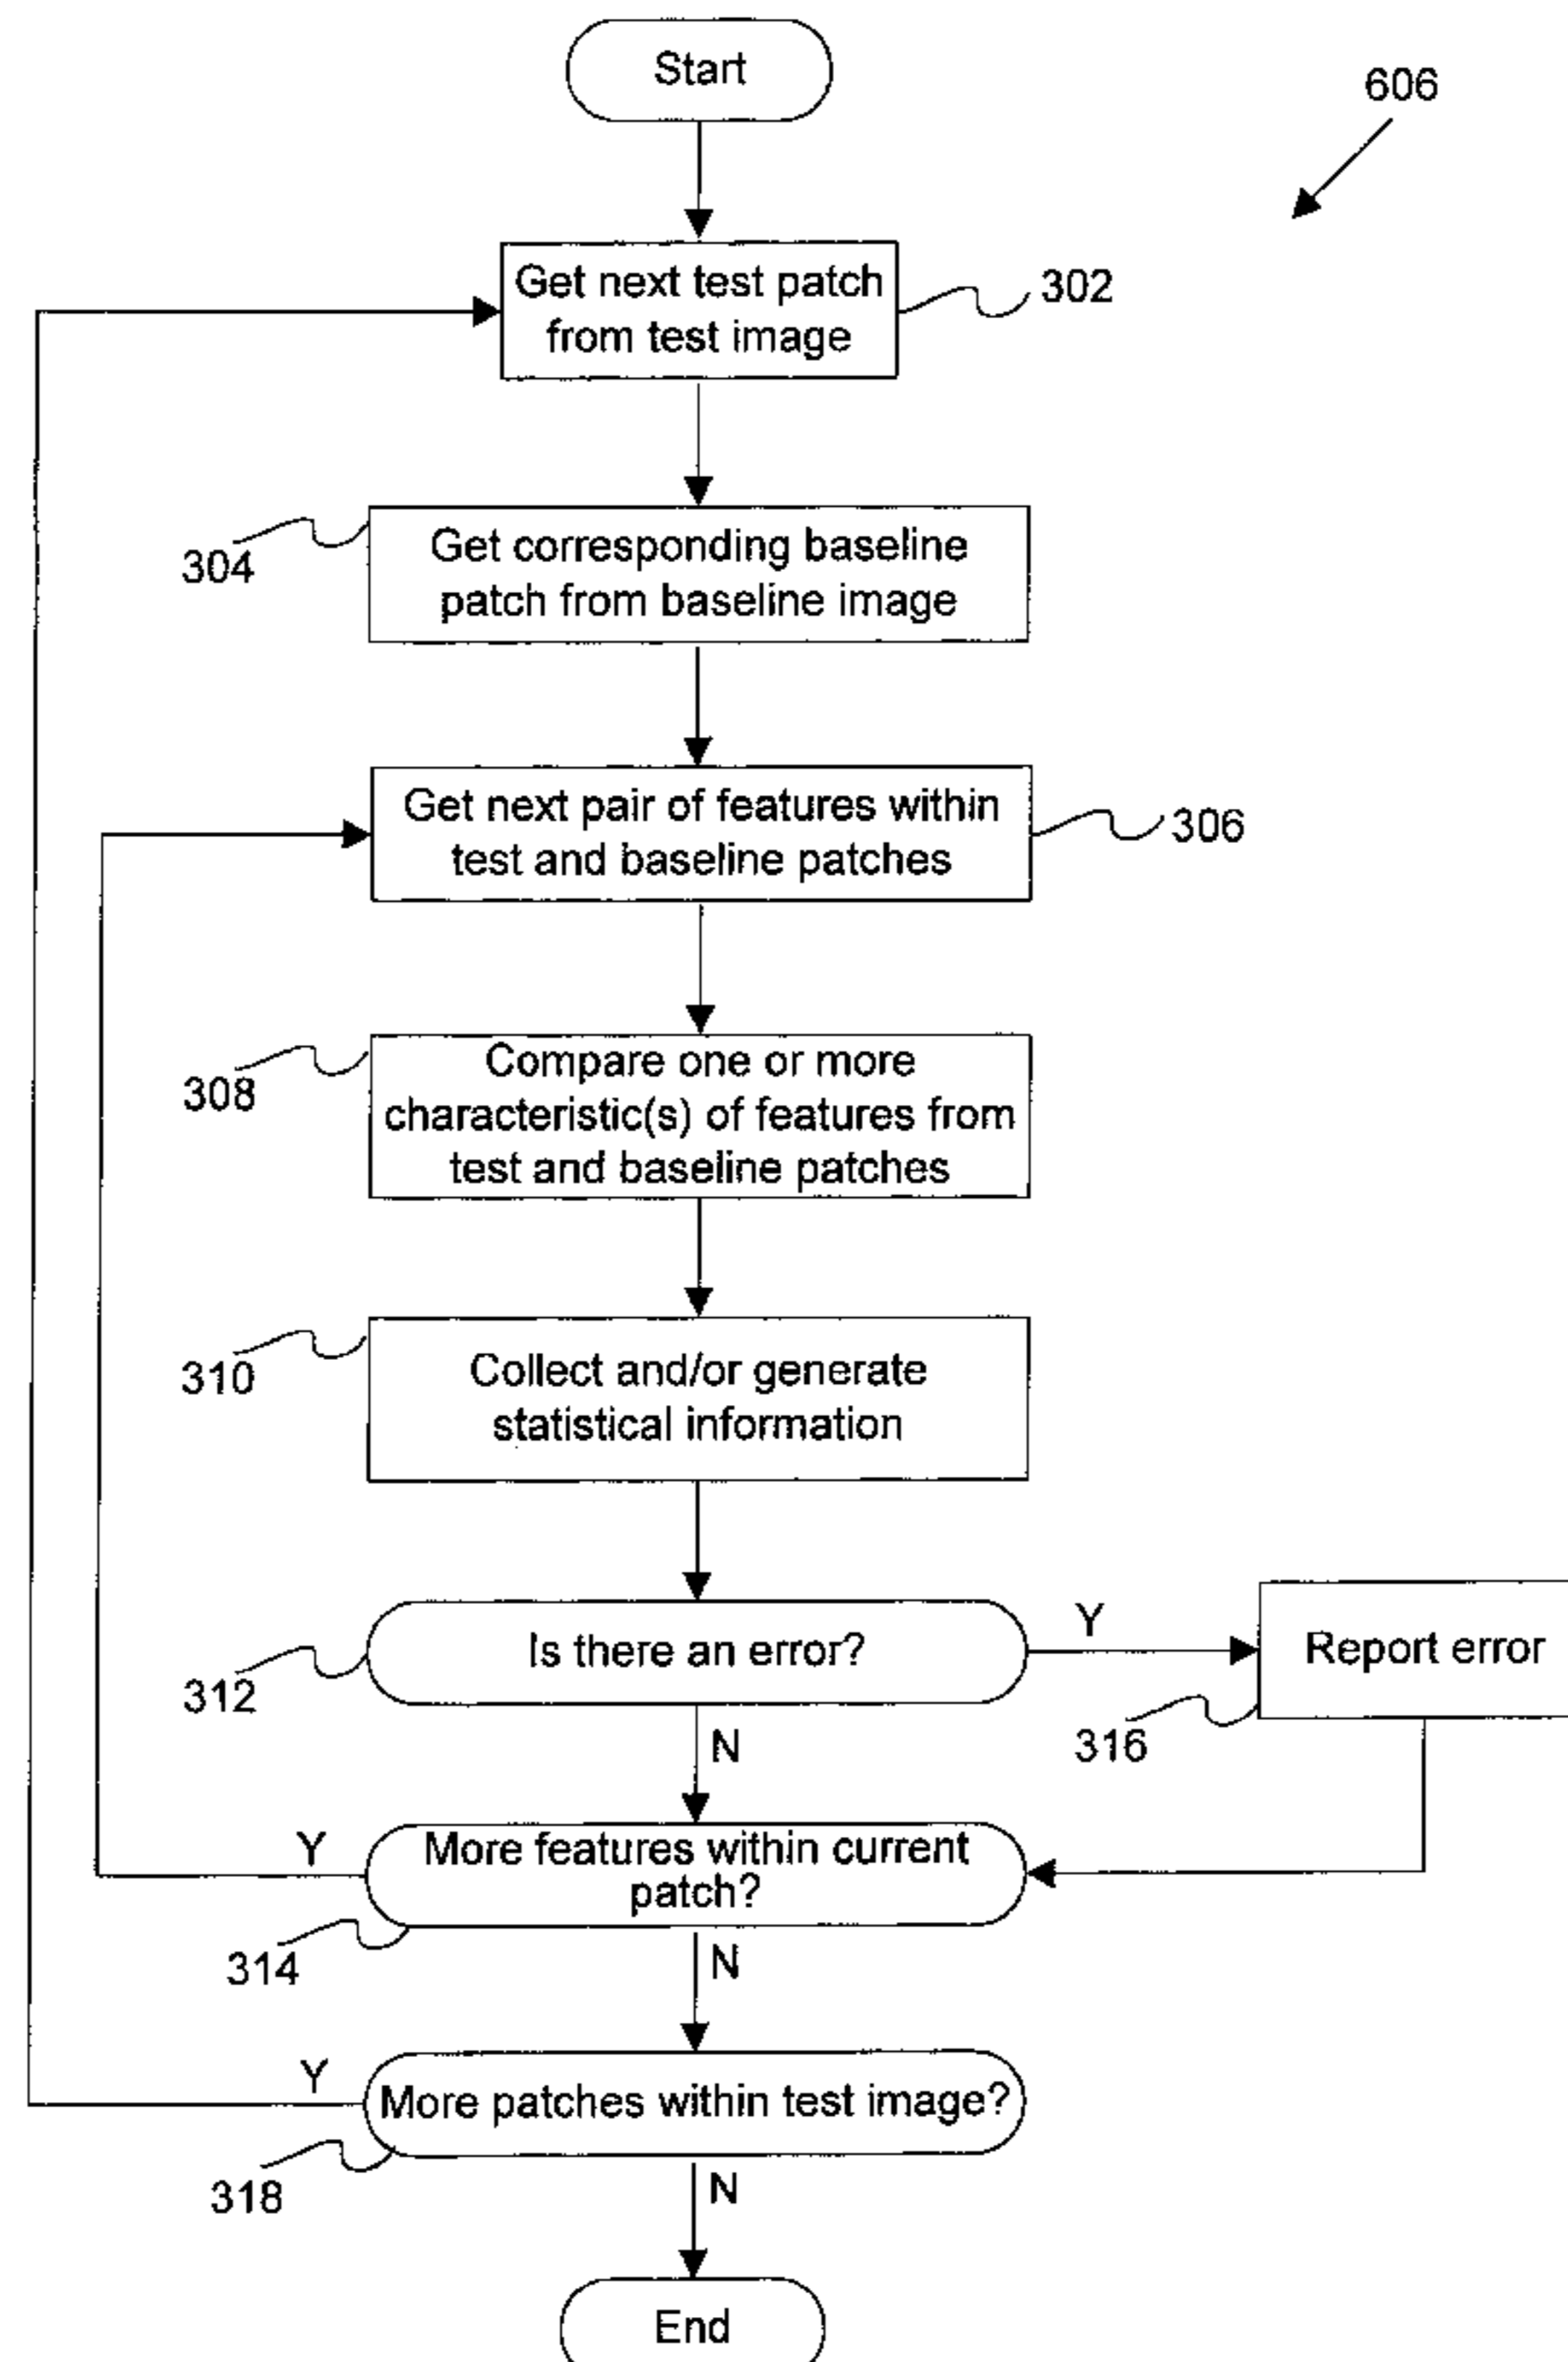 Start
606
Get next test patch
from test image
302
304
Get corresponding baseline
patch from baseline image
Get next pair of features within
test and baseline patches
306
308
Compare one or more
characteristic(s) of features from
test and baseline patches
310
Collect and/or generate
statistical information
Is there an error?
Y
Report error
312
316
N
Y
More features within current
patch?
314
N
Y
More patches within test image?
318
N
End